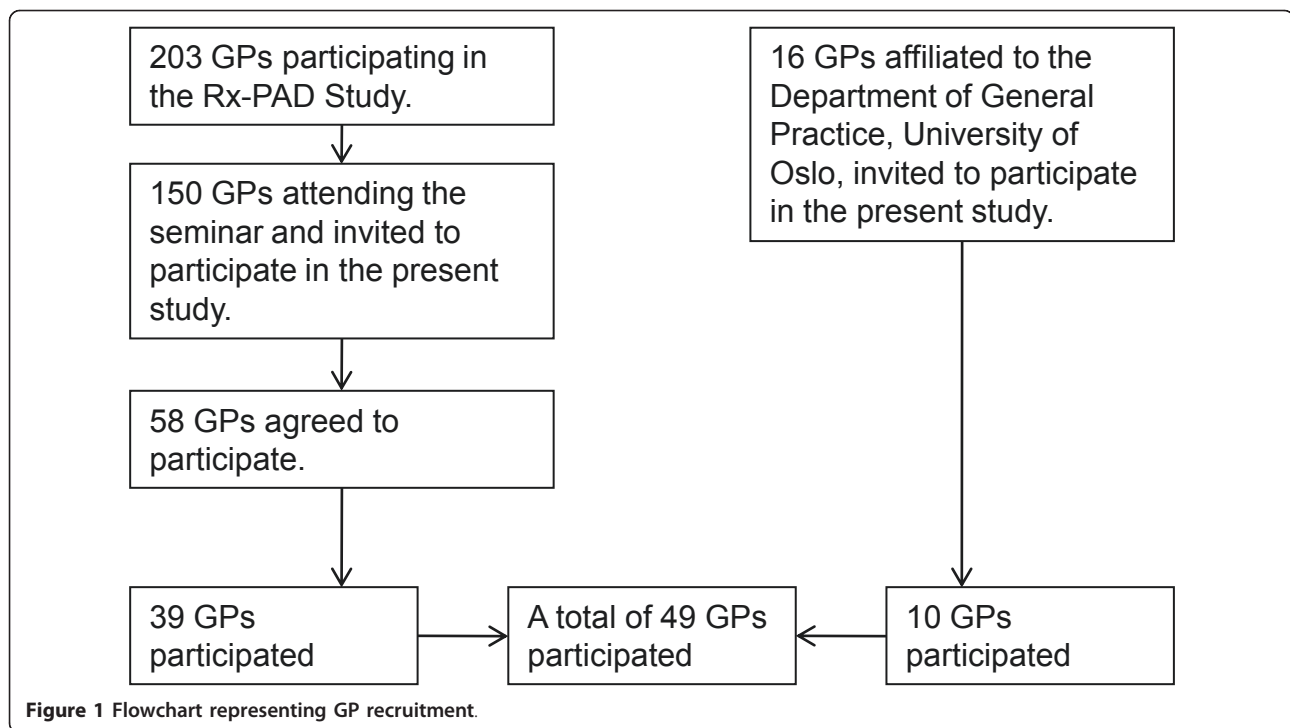 203 GPs participating in
the Rx-PAD Study.
150 GPs attending the
seminar and invited to
participate in the present
study.
58 GPs agreed to
participate.
39 GPs
participated
16 GPs affiliated to the
Department of General
Practice, University of
Oslo, invited to participate
in the present study.
10 GPs
participated
A total of 49 GPs
participated
Figure 1 Flowchart representing GP recruitment.